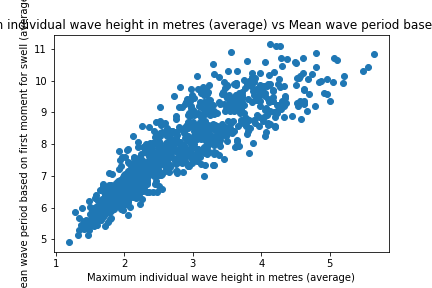 individual wave height in metres (average) vs Mean wave period base
ean wave period based on first moment for swell (average
11
10
9
8
7
6
5
1 2 3 4 5
Maximum individual wave height in metres (average)